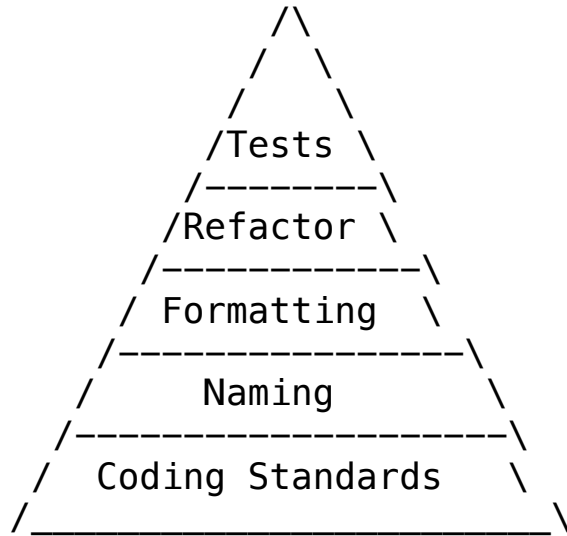 Tests
Refactor
Formatting
Naming
Coding Standards